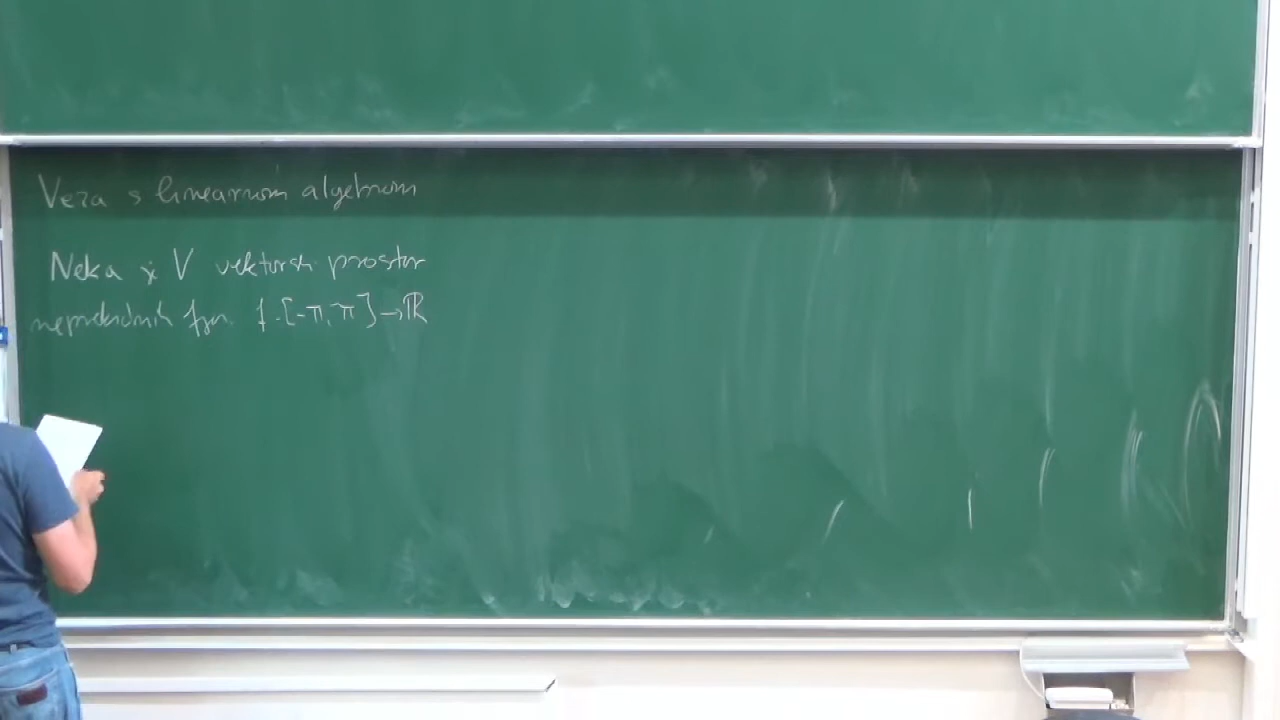 Veza s linearnom algebrom
Neka je V vektorski prostor
neprekidnih fja. f: [-π, π] → ℝ